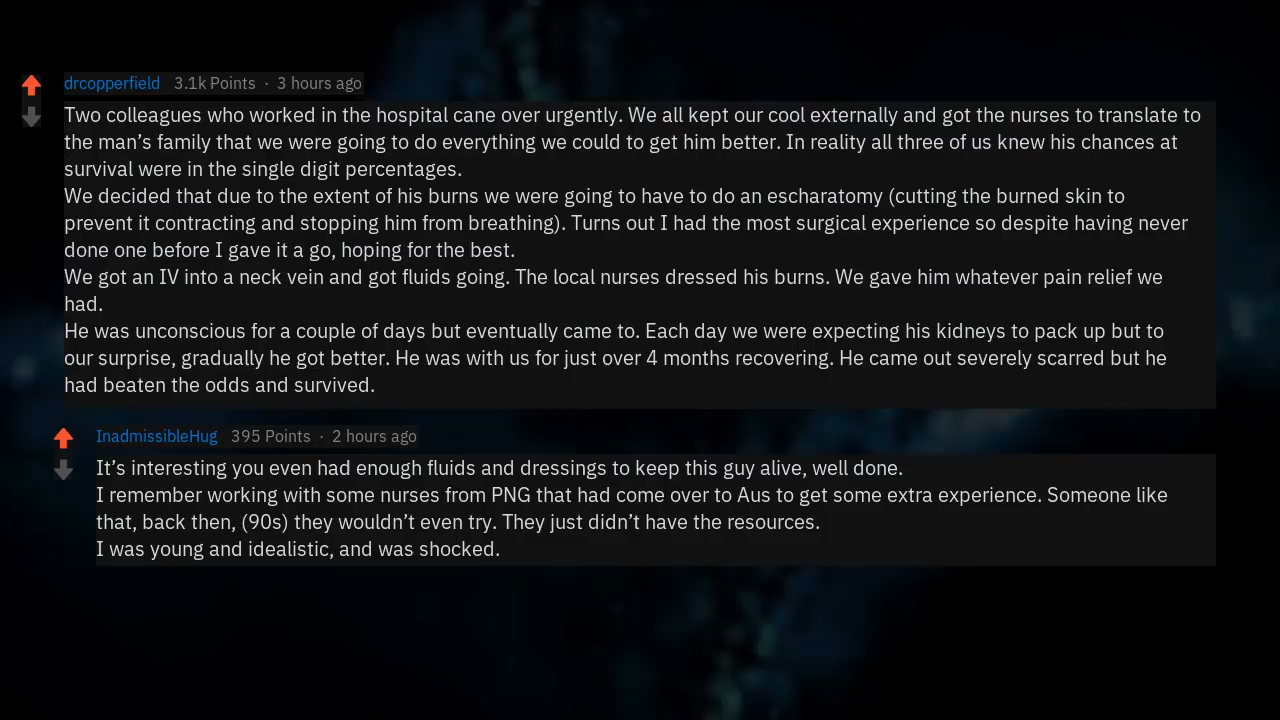 drcopperfield 3.1k Points · 3 hours ago
Two colleagues who worked in the hospital cane over urgently. We all kept our cool externally and got the nurses to translate to
the man’s family that we were going to do everything we could to get him better. In reality all three of us knew his chances at
survival were in the single digit percentages.
We decided that due to the extent of his burns we were going to have to do an escharatomy (cutting the burned skin to
prevent it contracting and stopping him from breathing). Turns out I had the most surgical experience so despite having never
done one before I gave it a go, hoping for the best.
We got an IV into a neck vein and got fluids going. The local nurses dressed his burns. We gave him whatever pain relief we
had.
He was unconscious for a couple of days but eventually came to. Each day we were expecting his kidneys to pack up but to
our surprise, gradually he got better. He was with us for just over 4 months recovering. He came out severely scarred but he
had beaten the odds and survived.
InadmissibleHug 395 Points · 2 hours ago
It’s interesting you even had enough fluids and dressings to keep this guy alive, well done.
I remember working with some nurses from PNG that had come over to Aus to get some extra experience. Someone like
that, back then, (90s) they wouldn’t even try. They just didn’t have the resources.
I was young and idealistic, and was shocked.